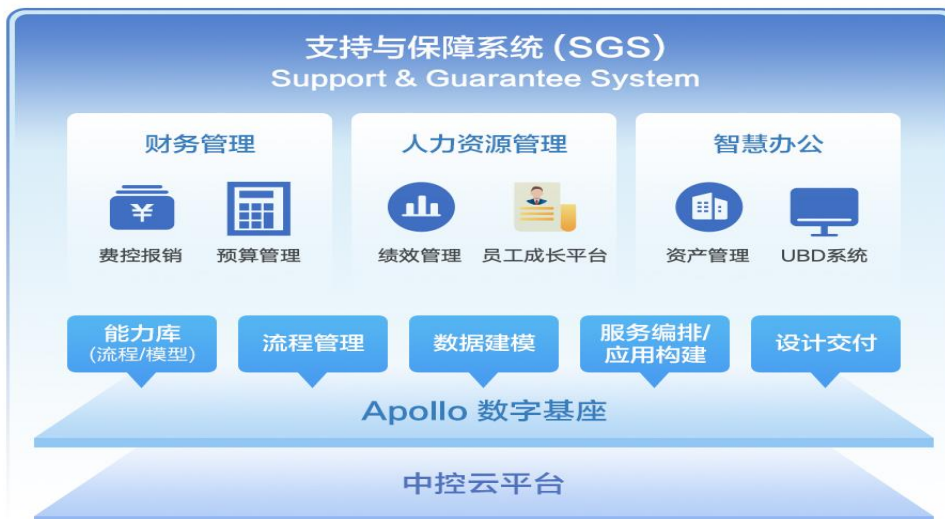 支持与保障系统 (SGS)
Support & Guarantee System
财务管理
人力资源管理
智慧办公
¥
费控报销
预算管理
绩效管理
员工成长平台
资产管理
UBD系统
能力库
(流程/模型)
流程管理
数据建模
服务编排/
应用构建
设计交付
Apollo 数字基座
中控云平台